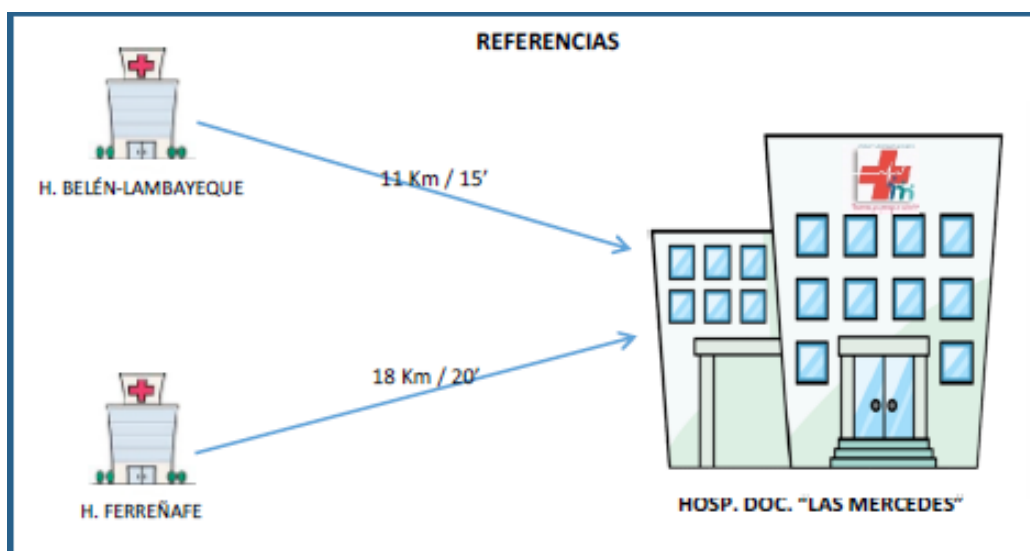 REFERENCIAS
H. BELÉN-LAMBAYEQUE
11 Km / 15’
18 Km / 20’
H. FERREÑAFE
HOSP. DOC. “LAS MERCEDES”